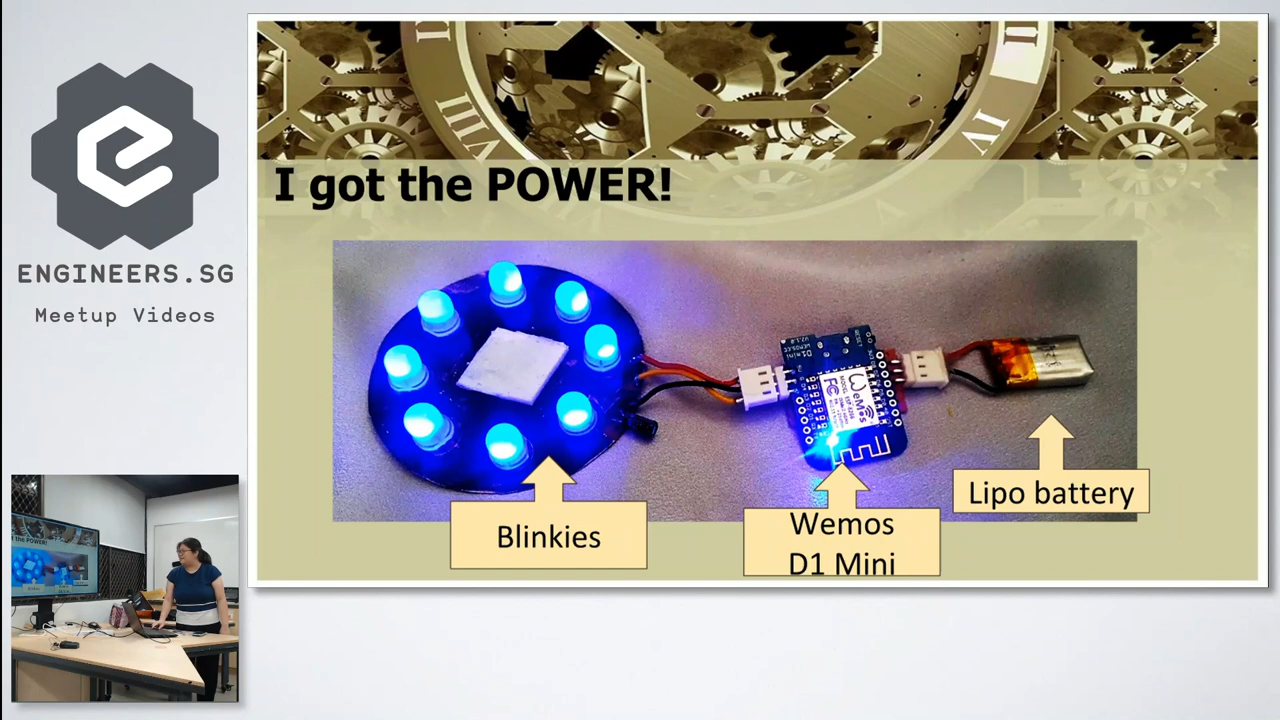 ENGINEERS.SG
Meetup Videos
I got the POWER!
Blinkies
Wemos
D1 Mini
Lipo battery